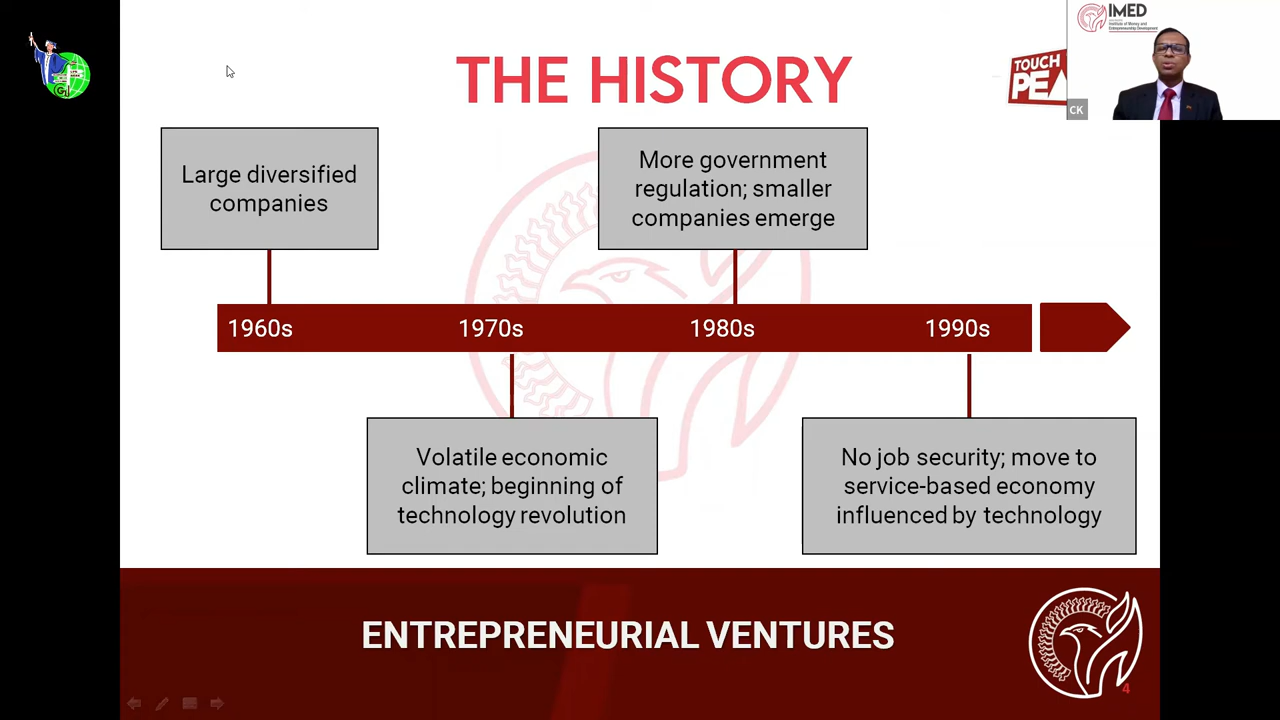 THE HISTORY
IMED
Institute of Money and
Entrepreneurship Development
TOUCH
PEA
CK
Large diversified
companies
More government
regulation; smaller
companies emerge
1960s
1970s
1980s
1990s
Volatile economic
climate; beginning of
technology revolution
No job security; move to
service-based economy
influenced by technology
ENTREPRENEURIAL VENTURES
4